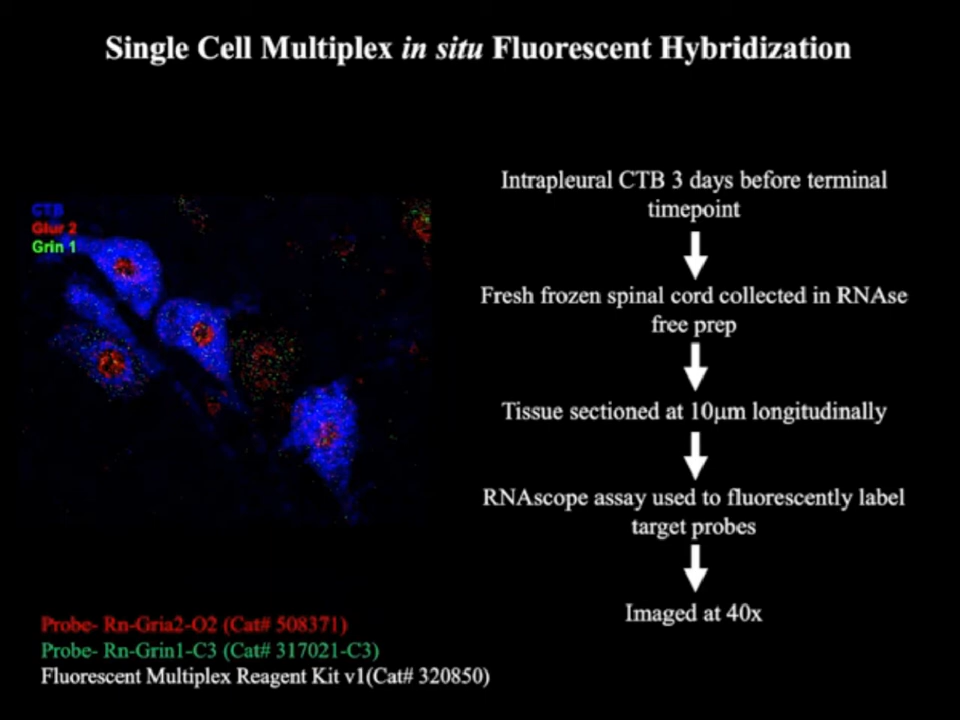 Single Cell Multiplex in situ Fluorescent Hybridization
CTB
Glur 2
Grin 1
Intrapleural CTB 3 days before terminal
timepoint
Fresh frozen spinal cord collected in RNAse
free prep
Tissue sectioned at 10μm longitudinally
RNAscope assay used to fluorescently label
target probes
Imaged at 40x
Probe- Rn-Gria2-O2 (Cat# 508371)
Probe- Rn-Grin1-C3 (Cat# 317021-C3)
Fluorescent Multiplex Reagent Kit v1(Cat# 320850)